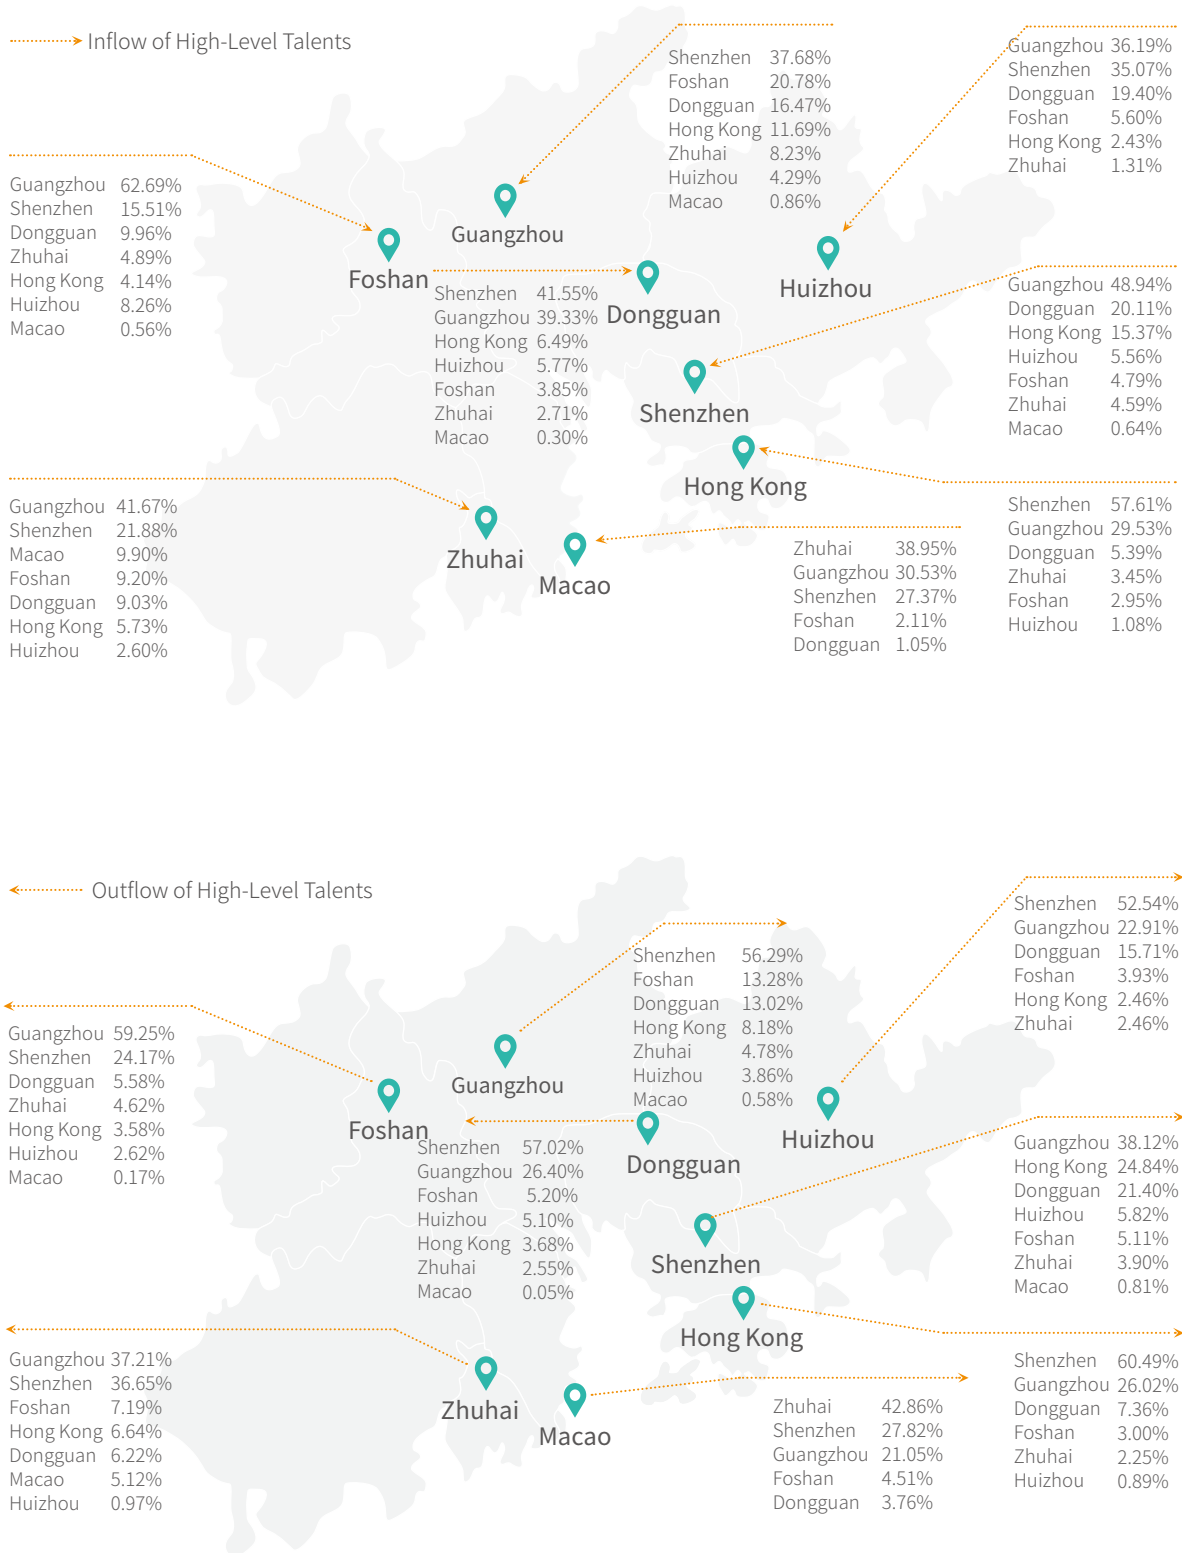 Inflow of High-Level Talents
Shenzhen 37.68%
Foshan 20.78%
Dongguan 16.47%
Hong Kong 11.69%
Zhuhai 8.23%
Huizhou 4.29%
Macao 0.86%
Guangzhou 36.19%
Shenzhen 35.07%
Dongguan 19.40%
Foshan 5.60%
Hong Kong 2.43%
Zhuhai 1.31%
Guangzhou 62.69%
Shenzhen 15.51%
Dongguan 9.96%
Zhuhai 4.89%
Hong Kong 4.14%
Huizhou 8.26%
Macao 0.56%
Guangzhou
Foshan
Huizhou
Dongguan
Shenzhen 41.55%
Guangzhou 39.33%
Hong Kong 6.49%
Huizhou 5.77%
Foshan 3.85%
Zhuhai 2.71%
Macao 0.30%
Guangzhou 48.94%
Dongguan 20.11%
Hong Kong 15.37%
Huizhou 5.56%
Foshan 4.79%
Zhuhai 4.59%
Macao 0.64%
Shenzhen
Hong Kong
Guangzhou 41.67%
Shenzhen 21.88%
Macao 9.90%
Foshan 9.20%
Dongguan 9.03%
Hong Kong 5.73%
Huizhou 2.60%
Zhuhai
Macao
Zhuhai 38.95%
Guangzhou 30.53%
Shenzhen 27.37%
Foshan 2.11%
Dongguan 1.05%
Shenzhen 57.61%
Guangzhou 29.53%
Dongguan 5.39%
Zhuhai 3.45%
Foshan 2.95%
Huizhou 1.08%
Outflow of High-Level Talents
Shenzhen 56.29%
Foshan 13.28%
Dongguan 13.02%
Hong Kong 8.18%
Zhuhai 4.78%
Huizhou 3.86%
Macao 0.58%
Shenzhen 52.54%
Guangzhou 22.91%
Dongguan 15.71%
Foshan 3.93%
Hong Kong 2.46%
Zhuhai 2.46%
Guangzhou 59.25%
Shenzhen 24.17%
Dongguan 5.58%
Zhuhai 4.62%
Hong Kong 3.58%
Huizhou 2.62%
Macao 0.17%
Guangzhou
Foshan
Huizhou
Dongguan
Shenzhen 57.02%
Guangzhou 26.40%
Foshan 5.20%
Huizhou 5.10%
Hong Kong 3.68%
Zhuhai 2.55%
Macao 0.05%
Guangzhou 38.12%
Hong Kong 24.84%
Dongguan 21.40%
Huizhou 5.82%
Foshan 5.11%
Zhuhai 3.90%
Macao 0.81%
Shenzhen
Hong Kong
Guangzhou 37.21%
Shenzhen 36.65%
Foshan 7.19%
Hong Kong 6.64%
Dongguan 6.22%
Macao 5.12%
Huizhou 0.97%
Zhuhai
Macao
Zhuhai 42.86%
Shenzhen 27.82%
Guangzhou 21.05%
Foshan 4.51%
Dongguan 3.76%
Shenzhen 60.49%
Guangzhou 26.02%
Dongguan 7.36%
Foshan 3.00%
Zhuhai 2.25%
Huizhou 0.89%